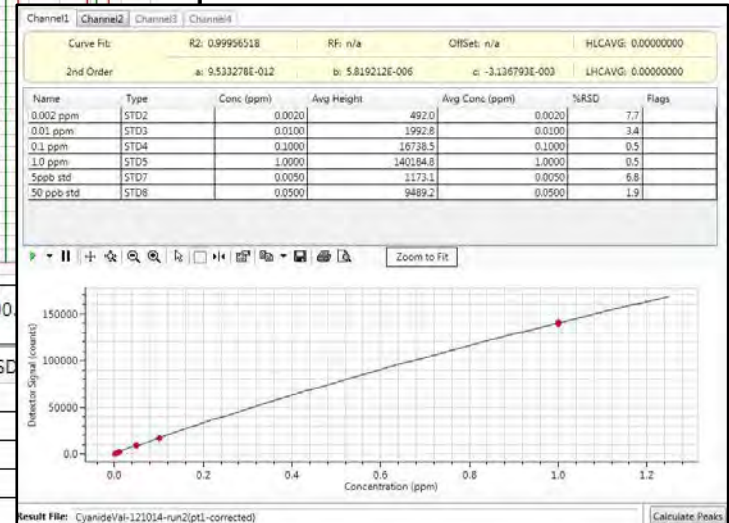 Channel1 Channel2 Channel3 Channel4
Curve Fit: R2: 0.99956518 RF: n/a OffSet: n/a HLCAVG: 0.00000000
2nd Order a: 9.533278E-012 b: 5.819212E-006 c: -3.136793E-003 LHCAVG: 0.00000000
Name Type Conc (ppm) Avg Height Avg Conc (ppm) %RSD Flags
0.002 ppm STD2 0.0020 492.0 0.0020 7.7
0.01 ppm STD3 0.0100 1992.8 0.0100 3.4
0.1 ppm STD4 0.1000 16738.5 0.1000 0.5
1.0 ppm STD5 1.0000 140184.8 1.0000 0.5
5ppb std STD7 0.0050 1173.1 0.0050 6.8
50 ppb std STD8 0.0500 9489.2 0.0500 1.9
Zoom to Fit
Detector Signal (counts)
150000
100000
50000
0.0
0.0 0.2 0.4 0.6 0.8 1.0 1.2
Concentration (ppm)
Result File: CyanideVal-121014-run2(pt1-corrected) Calculate Peaks